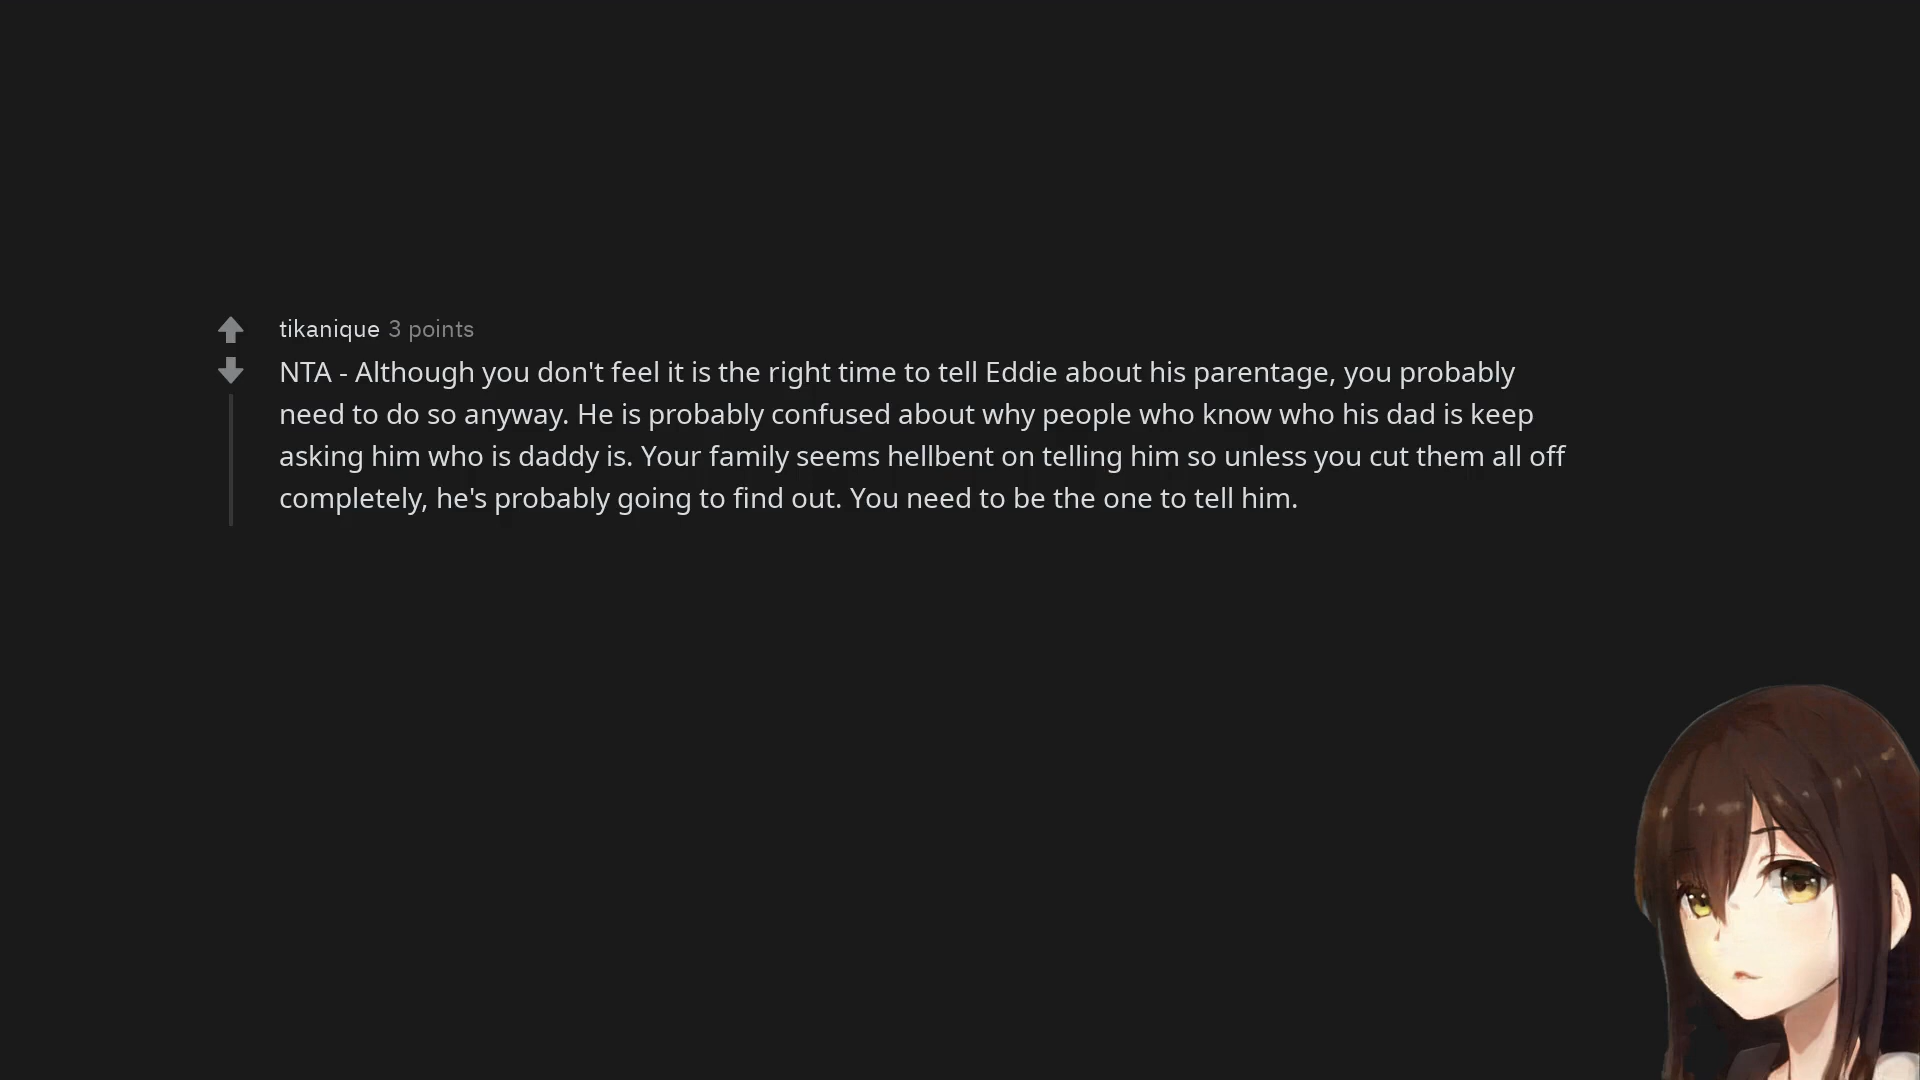 tikanique 3 points
NTA - Although you don't feel it is the right time to tell Eddie about his parentage, you probably
need to do so anyway. He is probably confused about why people who know who his dad is keep
asking him who is daddy is. Your family seems hellbent on telling him so unless you cut them all off
completely, he's probably going to find out. You need to be the one to tell him.